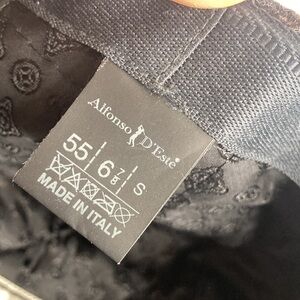 Alfonso D'Este
55 6 7/8 S
MADE IN ITALY